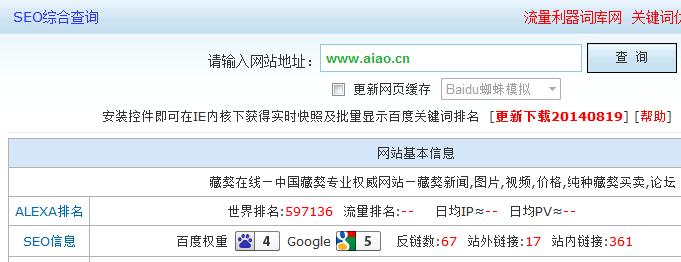 SEO综合查询 流量利器词库网
请输入网站地址： www.aiao.cn 查 询
更新网页缓存 Baidu蜘蛛模拟
安装控件即可在IE内核下获得实时快照及批量显示百度关键词排名 [更新下载20140819] [帮助]
网站基本信息
藏獒在线－中国藏獒专业权威网站－藏獒新闻,图片,视频,价格,纯种藏獒买卖,论坛
ALEXA排名 世界排名:597136 流量排名:-- 日均IP≈-- 日均PV≈--
SEO信息 百度权重 4 Google 5 反链数:67 站外链接:17 站内链接:361